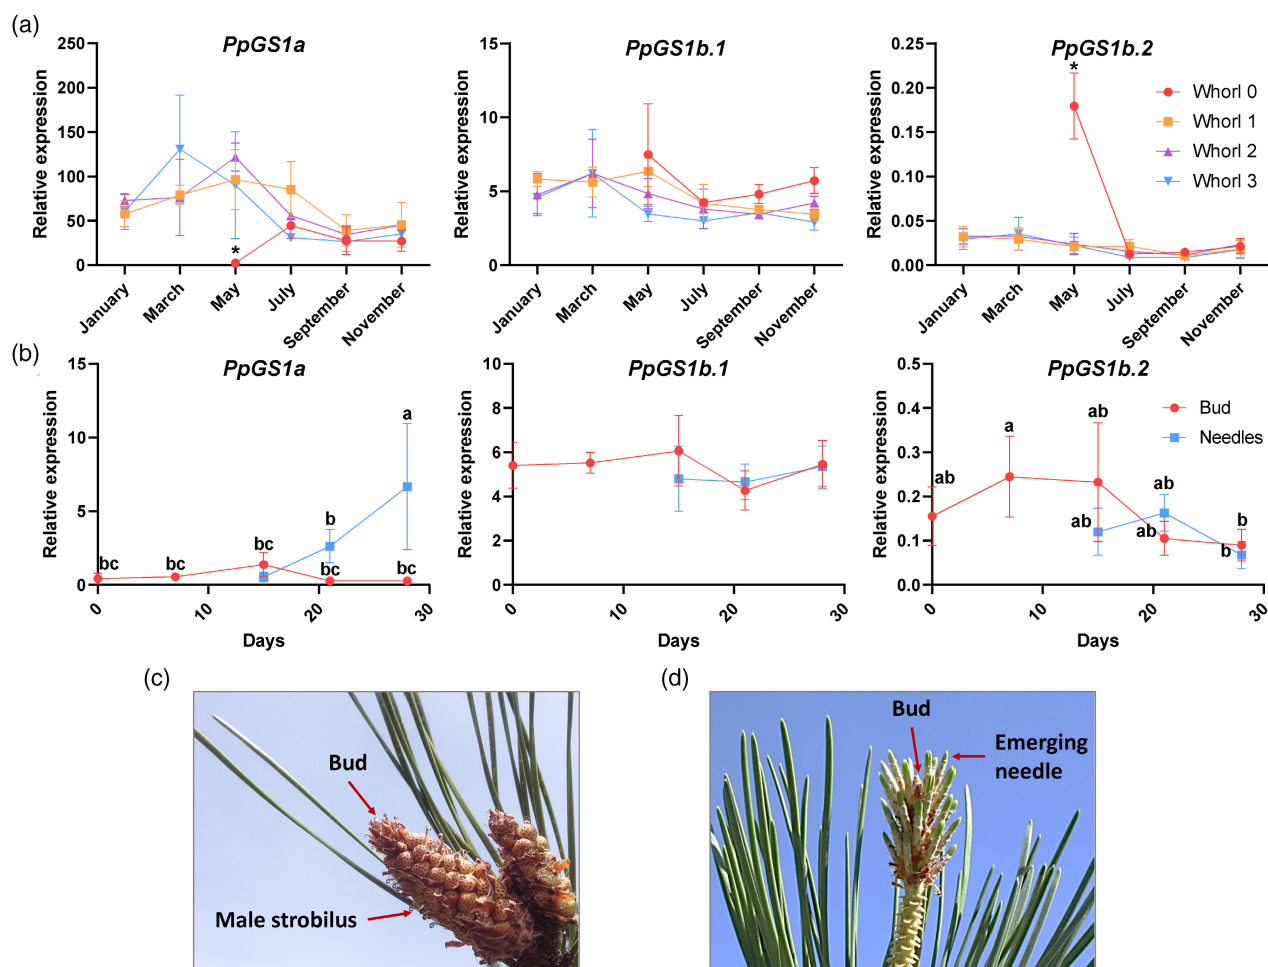 (a)
PpGS1a
PpGS1b.1
PpGS1b.2
Relative expression
250
200
150
100
50
0
*
January
March
May
July
September
November
Relative expression
15
10
5
0
January
March
May
July
September
November
Relative expression
0.25
0.20
0.15
0.10
0.05
0.00
*
Whorl 0
Whorl 1
Whorl 2
Whorl 3
January
March
May
July
September
November
(b)
PpGS1a
PpGS1b.1
PpGS1b.2
Relative expression
15
10
5
0
bc
bc
bc
b
bc
a
bc
0
10
20
30
Days
Relative expression
10
8
6
4
2
0
0
10
20
30
Days
Relative expression
0.5
0.4
0.3
0.2
0.1
0.0
ab
a
ab
ab
ab
ab
b
b
Bud
Needles
0
10
20
30
Days
(c)
Bud
Male strobilus
(d)
Bud
Emerging
needle